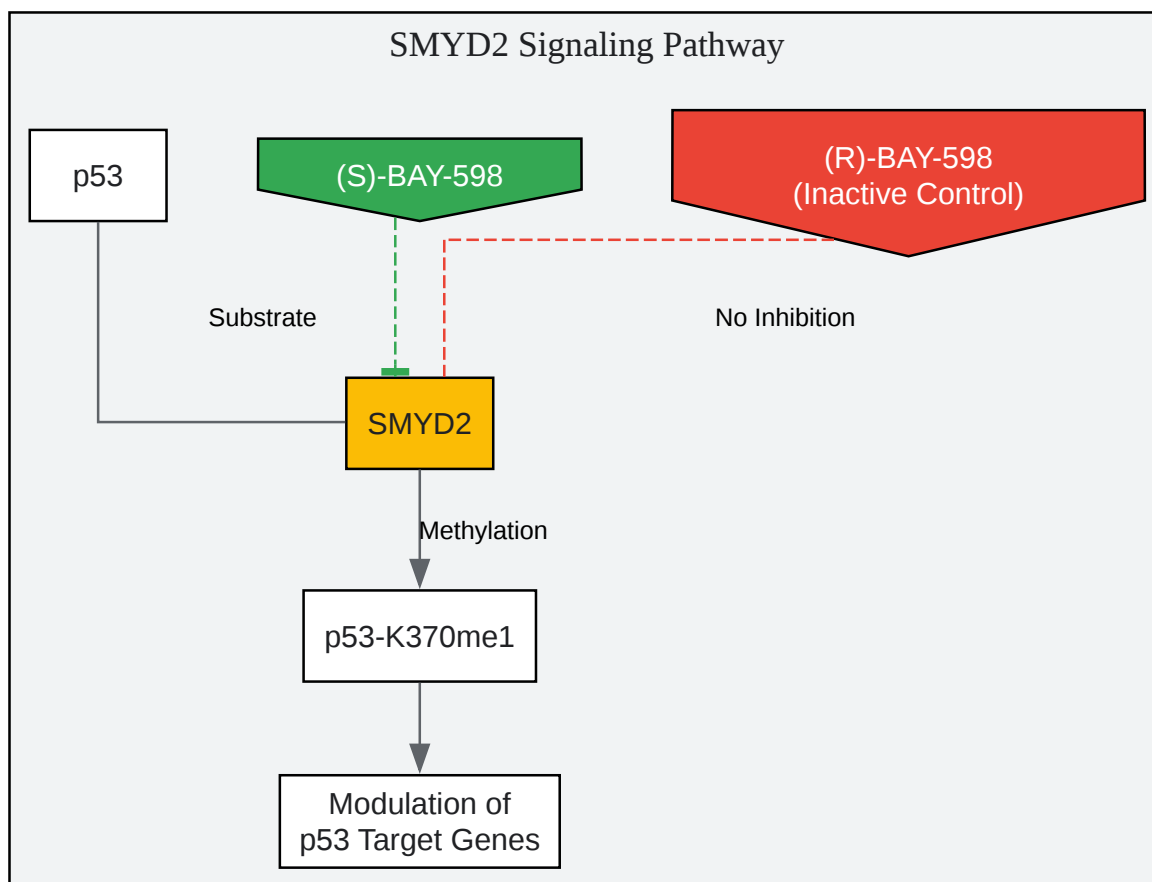 SMYD2 Signaling Pathway
p53
(S)-BAY-598
(R)-BAY-598
(Inactive Control)
Substrate
No Inhibition
SMYD2
Methylation
p53-K370me1
Modulation of
p53 Target Genes